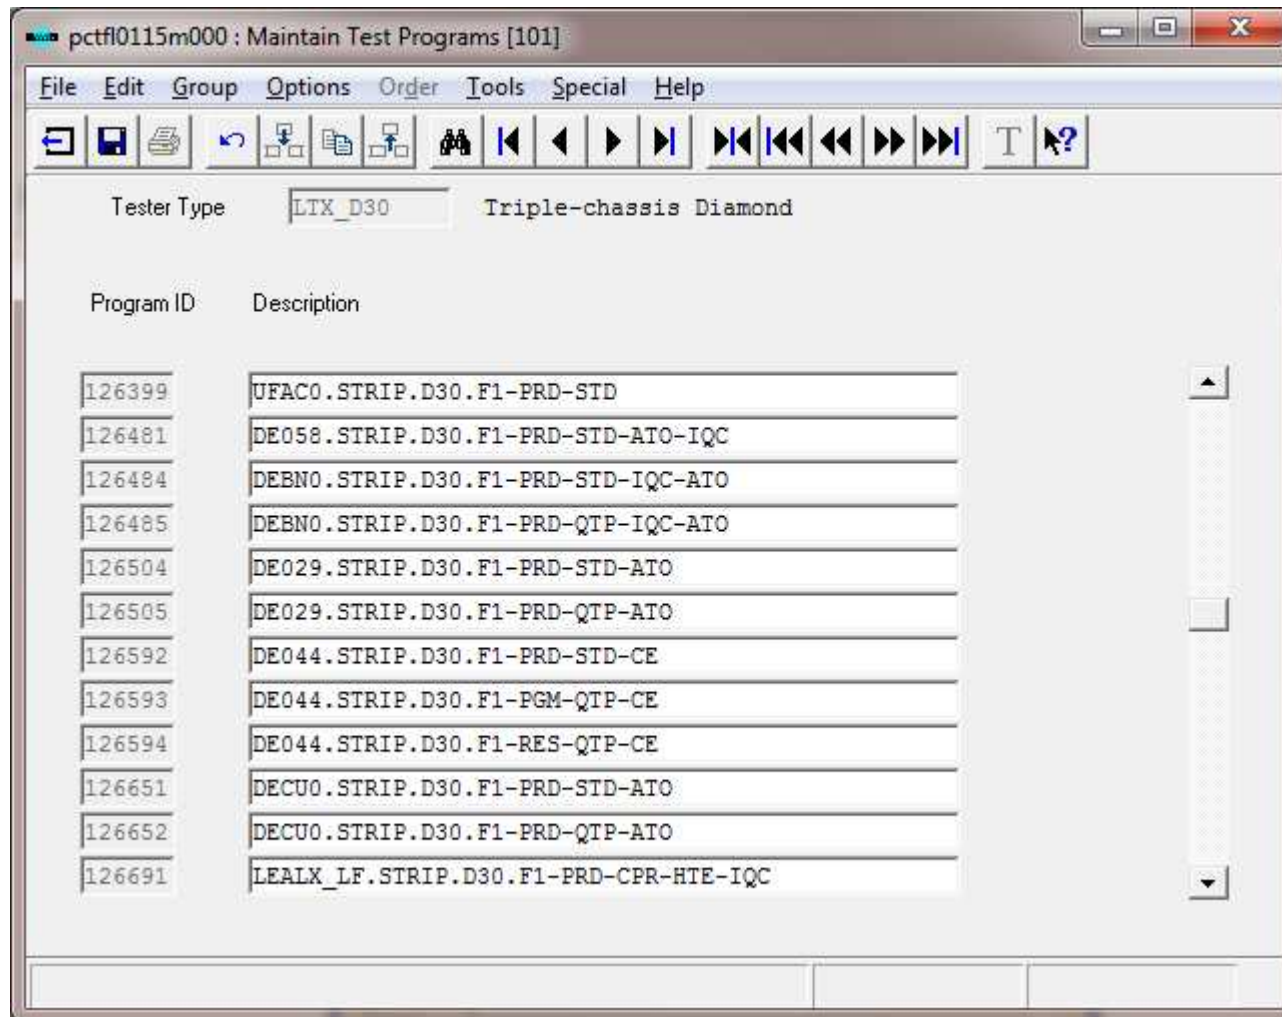 pctfl0115m000 : Maintain Test Programs [101]
File Edit Group Options Order Tools Special Help
T ?
Tester Type LTX_D30 Triple-chassis Diamond
Program ID Description
126399 UFAC0.STRIP.D30.F1-PRD-STD
126481 DE058.STRIP.D30.F1-PRD-STD-ATO-IQC
126484 DEBN0.STRIP.D30.F1-PRD-STD-IQC-ATO
126485 DEBN0.STRIP.D30.F1-PRD-QTP-IQC-ATO
126504 DE029.STRIP.D30.F1-PRD-STD-ATO
126505 DE029.STRIP.D30.F1-PRD-QTP-ATO
126592 DE044.STRIP.D30.F1-PRD-STD-CE
126593 DE044.STRIP.D30.F1-PGM-QTP-CE
126594 DE044.STRIP.D30.F1-RES-QTP-CE
126651 DECU0.STRIP.D30.F1-PRD-STD-ATO
126652 DECU0.STRIP.D30.F1-PRD-QTP-ATO
126691 LEALX_LF.STRIP.D30.F1-PRD-CPR-HTE-IQC